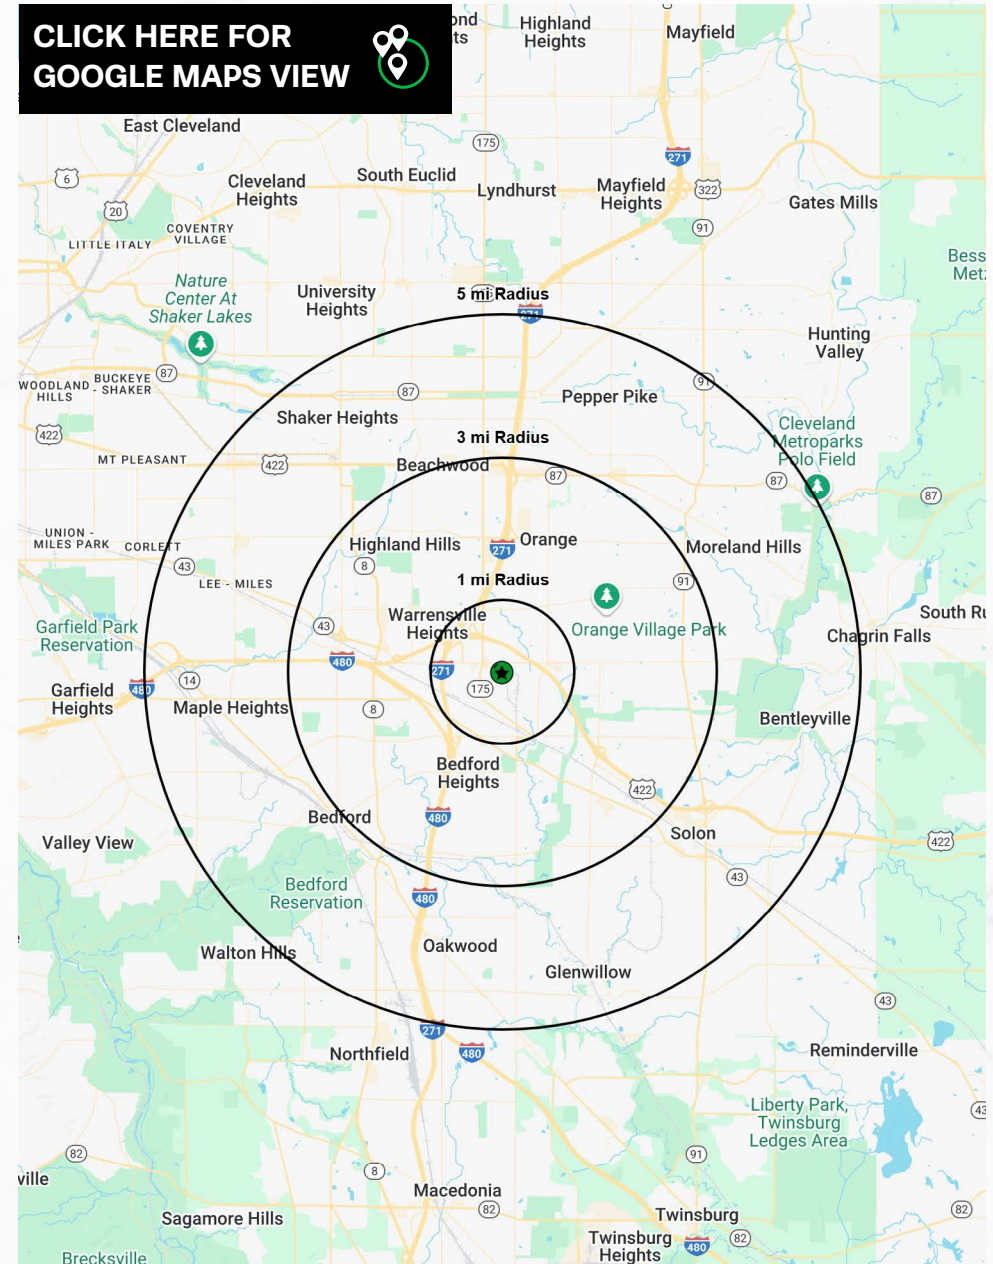 CLICK HERE FOR
GOOGLE MAPS VIEW
Highland
Heights
Mayfield
East Cleveland
175
271
6
Cleveland
Heights
South Euclid
Lyndhurst
Mayfield
Heights
322
20
Gates Mills
91
LITTLE ITALY
COVENTRY
VILLAGE
Nature
Center At
Shaker Lakes
University
Heights
5 mi Radius
271
Hunting
Valley
WOODLAND
HILLS
BUCKEYE
- SHAKER
87
87
91
Pepper Pike
Shaker Heights
422
Cleveland
Metroparks
Polo Field
3 mi Radius
MT PLEASANT
422
Beachwood
87
87
87
UNION -
MILES PARK
CORLETT
43
Highland Hills
8
271
Orange
Moreland Hills
LEE - MILES
1 mi Radius
91
Garfield Park
Reservation
43
Warrensville
Heights
Orange Village Park
Chagrin Falls
South Ru
480
271
480
14
175
Garfield
Heights
Maple Heights
8
Bentleyville
Bedford
Heights
422
Bedford
480
Solon
Valley View
422
43
Bedford
Reservation
480
Walton Hills
Oakwood
Glenwillow
43
271
480
Northfield
Reminderville
Liberty Park,
Twinsburg
Ledges Area
43
82
91
8
ville
Macedonia
82
82
Sagamore Hills
Twinsburg
Twinsburg
Heights
480
82
Brecksville